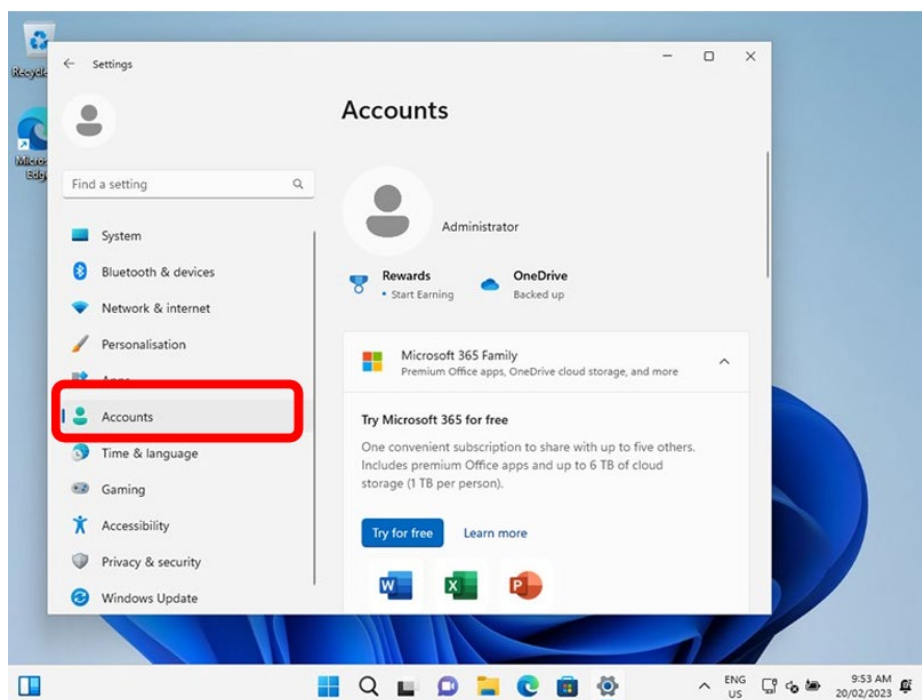 Recycle
Micros
Edg
Settings
Accounts
Find a setting
System
Bluetooth & devices
Network & internet
Personalisation
Apps
Accounts
Time & language
Gaming
Accessibility
Privacy & security
Windows Update
Administrator
Rewards
• Start Earning
OneDrive
Backed up
Microsoft 365 Family
Premium Office apps, OneDrive cloud storage, and more
Try Microsoft 365 for free
One convenient subscription to share with up to five others.
Includes premium Office apps and up to 6 TB of cloud
storage (1 TB per person).
Try for free
Learn more
W
X
P
ENG
US
9:53 AM
20/02/2023